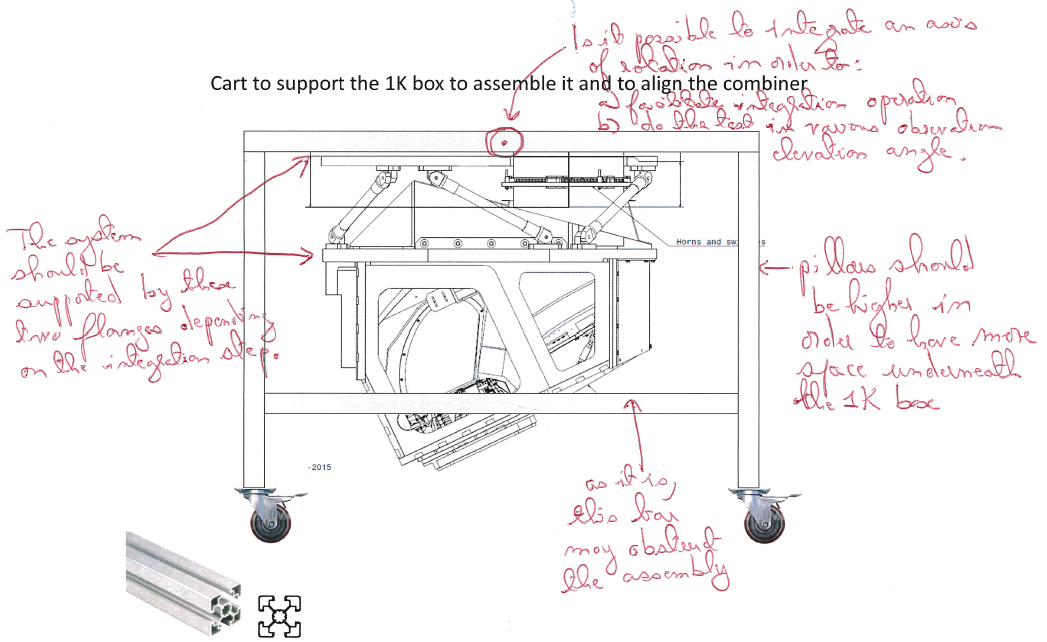 Is it possible to integrate an axis
of rotation in order to:
Cart to support the 1K box to assemble it and to align the combiner
a) facilitate integration operation
b) do the test in various observation
elevation angle.
Horns and sw
The system
should be
supported by these
two flanges depending
on the integration step.
pillars should
be higher in
order to have more
space underneath
the 1K box
-2015
as it is,
this bar
may obstruct
the assembly